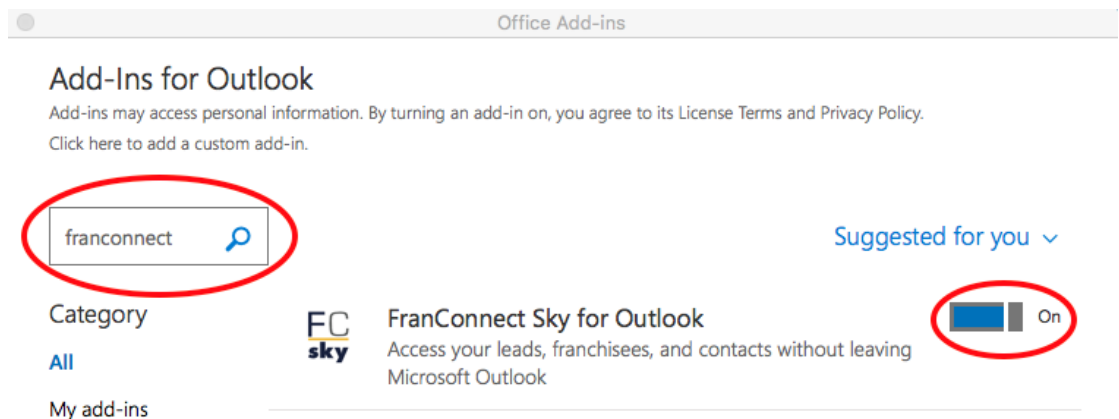 Office Add-ins
Add-Ins for Outlook
Add-ins may access personal information. By turning an add-in on, you agree to its License Terms and Privacy Policy.
Click here to add a custom add-in.
franconnect
Suggested for you
Category
FC
sky
FranConnect Sky for Outlook
On
Access your leads, franchisees, and contacts without leaving
Microsoft Outlook
All
My add-ins